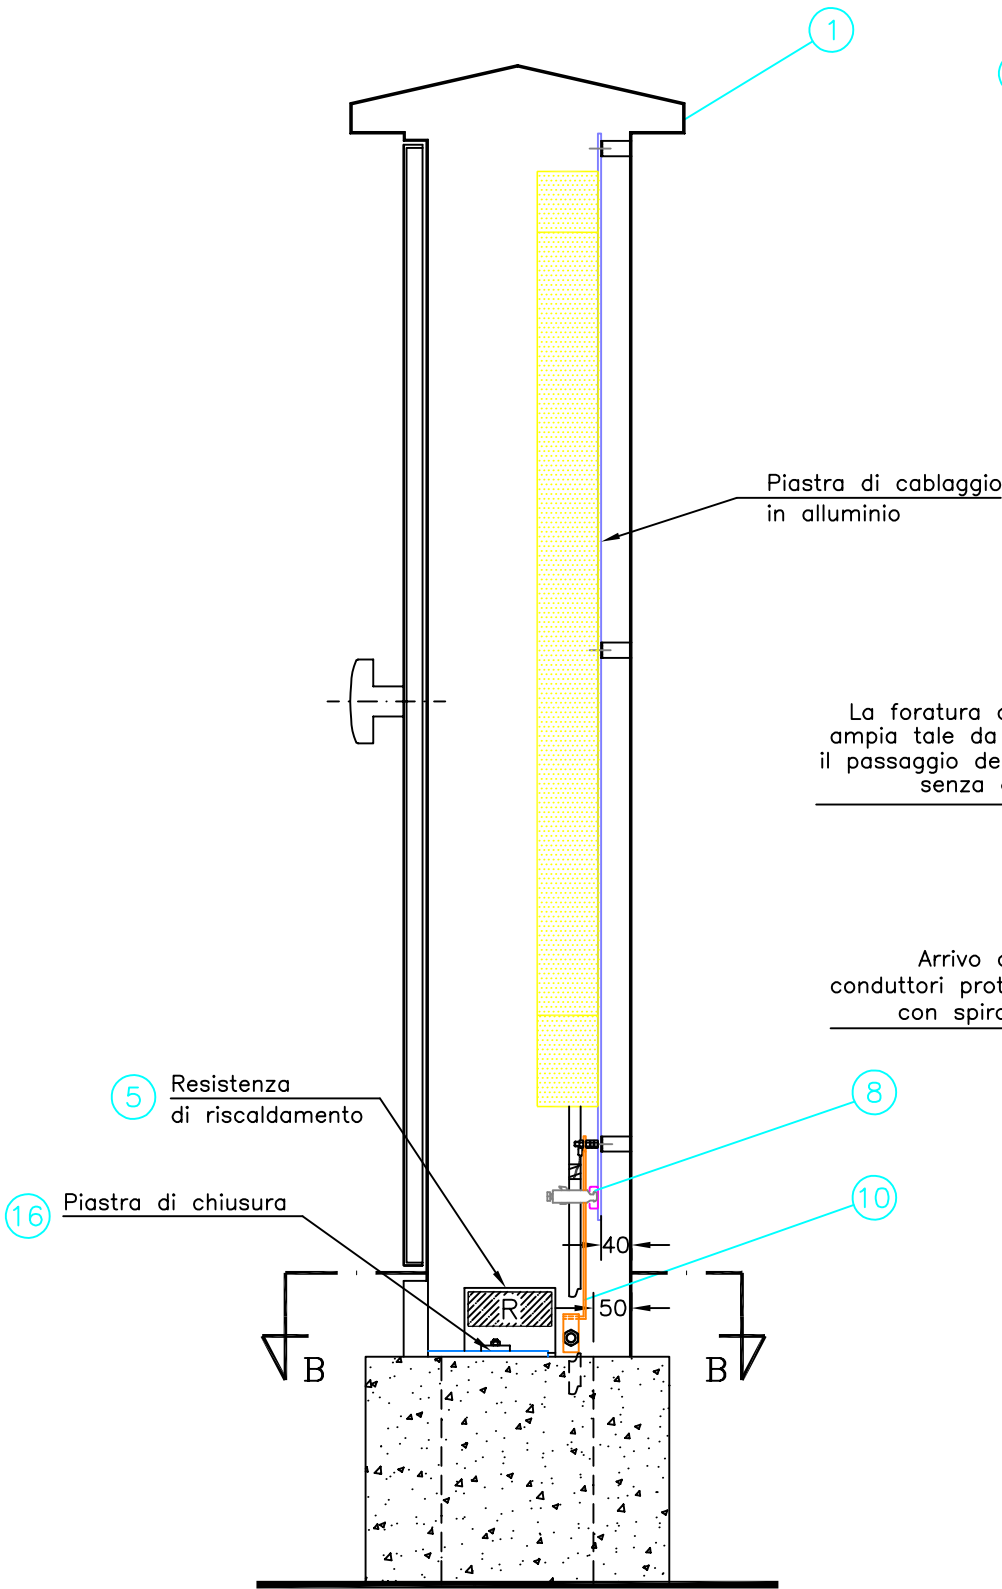 1
Piastra di cablaggio
in alluminio
La foratura
ampia tale da
il passaggio de
senza
Arrivo
conduttori prot
con spir
8
5
Resistenza
di riscaldamento
10
16
Piastra di chiusura
40
50
R
B
B